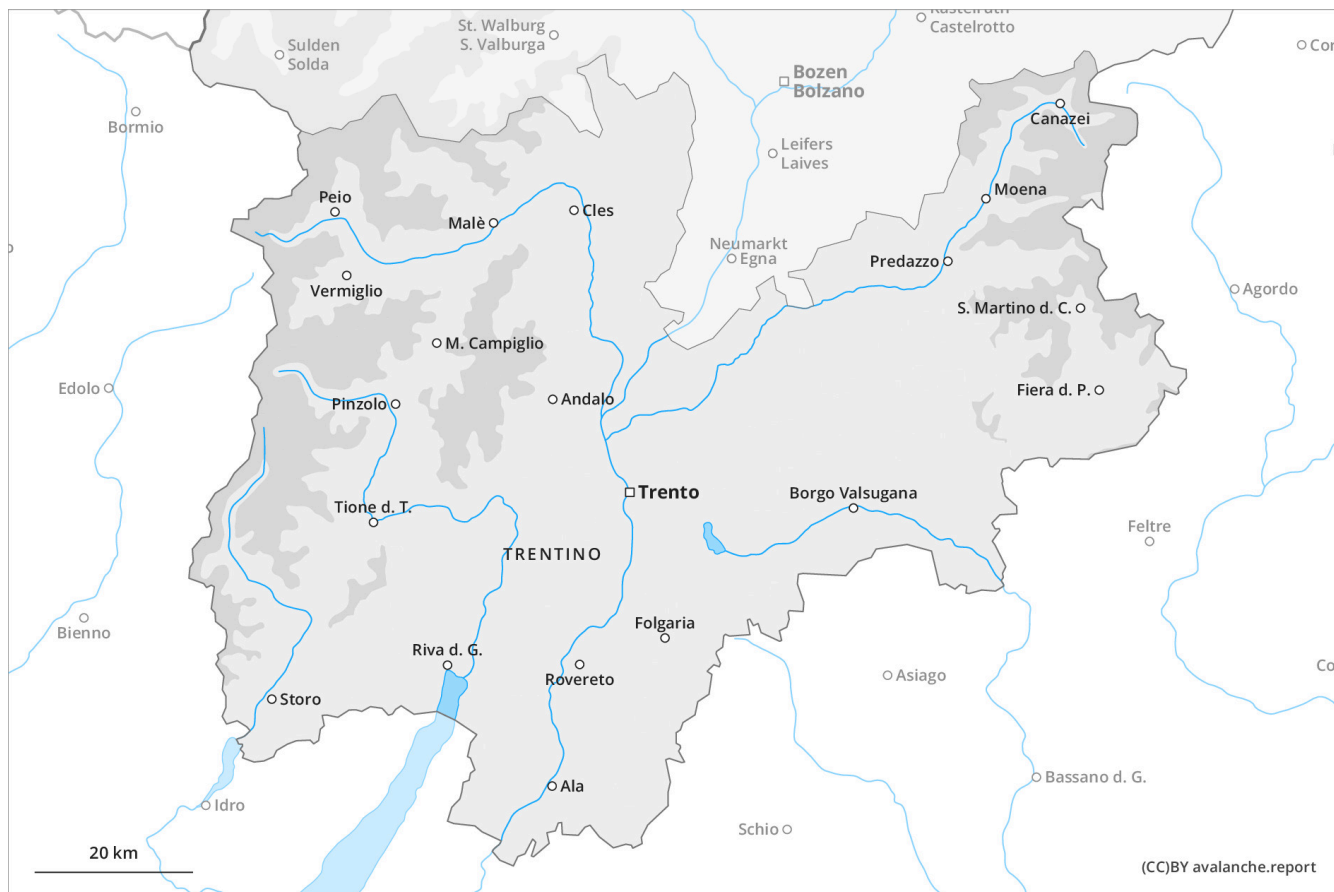 Kastelruth
Castelrotto
St. Walburg
S. Valburga
Sulden
Solda
Bozen
Bolzano
Bormio
Canazei
Leifers
Laives
Moena
Peio
Malè
Cles
Neumarkt
Egna
Predazzo
Vermiglio
Agordo
S. Martino d. C.
M. Campiglio
Edolo
Pinzolo
Andalo
Fiera d. P.
Trento
Borgo Valsugana
Tione d. T.
Feltre
TRENTINO
Bienno
Folgaria
Riva d. G.
Rovereto
Asiago
Storo
Bassano d. G.
Ala
Idro
Schio
20 km
(CC)BY avalanche.report